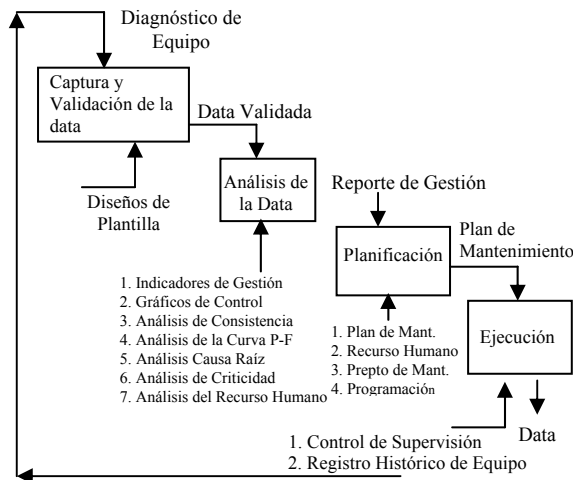 Diagnóstico de
Equipo
Captura y
Validación de la
data
Data Validada
Diseños de
Plantilla
Análisis de
la Data
Reporte de Gestión
Planificación
Plan de
Mantenimiento
Ejecución
1. Indicadores de Gestión
2. Gráficos de Control
3. Análisis de Consistencia
4. Análisis de la Curva P-F
5. Análisis Causa Raíz
6. Análisis de Criticidad
7. Análisis del Recurso Humano
1. Plan de Mant.
2. Recurso Humano
3. Prepto de Mant.
4. Programación
1. Control de Supervisión
2. Registro Histórico de Equipo
Data